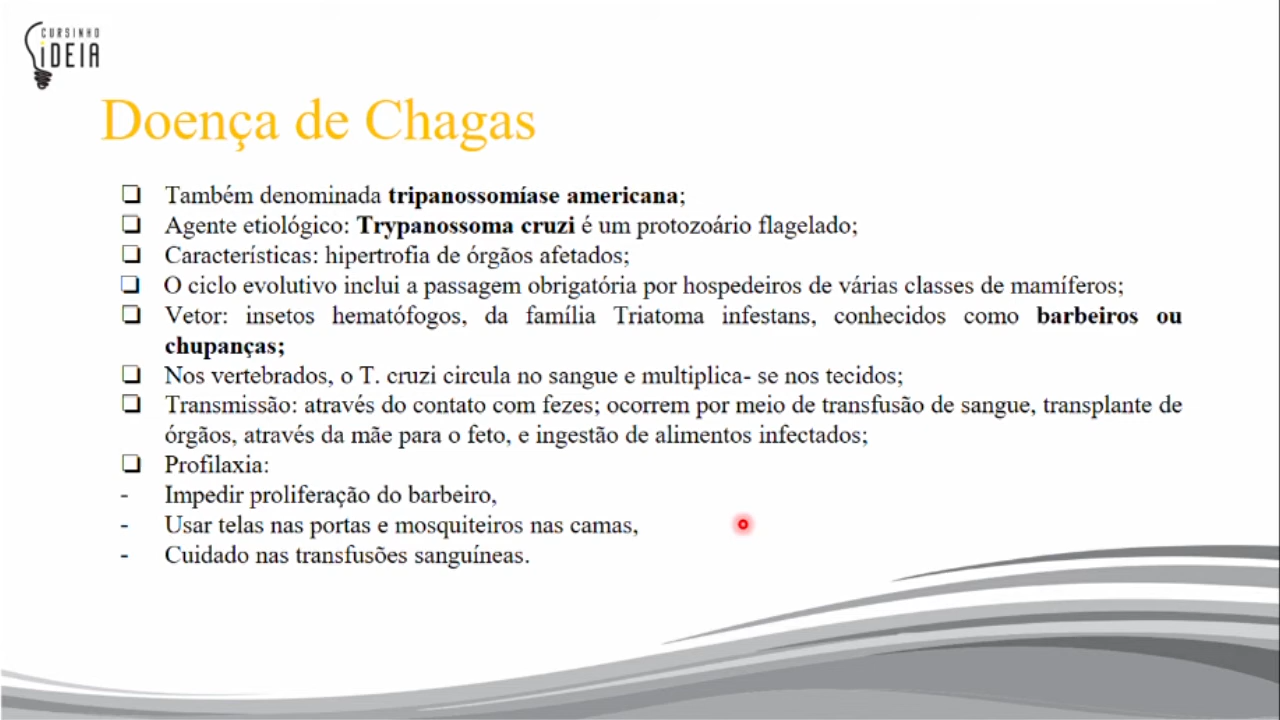 CURSINHO
iDEIA
Doença de Chagas
❑ Também denominada tripanossomíase americana;
❑ Agente etiológico: Trypanossoma cruzi é um protozoário flagelado;
❑ Características: hipertrofia de órgãos afetados;
❑ O ciclo evolutivo inclui a passagem obrigatória por hospedeiros de várias classes de mamíferos;
❑ Vetor: insetos hematófogos, da família Triatoma infestans, conhecidos como barbeiros ou
chupanças;
❑ Nos vertebrados, o T. cruzi circula no sangue e multiplica- se nos tecidos;
❑ Transmissão: através do contato com fezes; ocorrem por meio de transfusão de sangue, transplante de
órgãos, através da mãe para o feto, e ingestão de alimentos infectados;
❑ Profilaxia:
- Impedir proliferação do barbeiro,
- Usar telas nas portas e mosquiteiros nas camas,
- Cuidado nas transfusões sanguíneas.